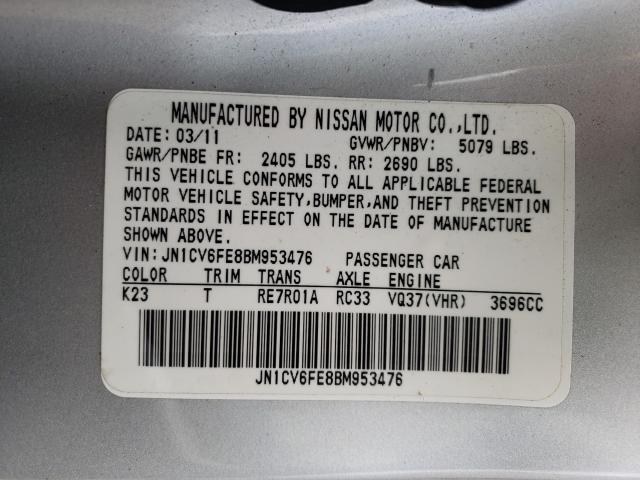 MANUFACTURED BY NISSAN MOTOR CO.,LTD.
DATE: 03/11 GVWR/PNBV: 5079 LBS.
GAWR/PNBE FR: 2405 LBS. RR: 2690 LBS.
THIS VEHICLE CONFORMS TO ALL APPLICABLE FEDERAL
MOTOR VEHICLE SAFETY,BUMPER,AND THEFT PREVENTION
STANDARDS IN EFFECT ON THE DATE OF MANUFACTURE
SHOWN ABOVE.
VIN:JN1CV6FE8BM953476 PASSENGER CAR
COLOR TRIM TRANS AXLE ENGINE
K23 T RE7R01A RC33 VQ37(VHR) 3696CC
JN1CV6FE8BM953476